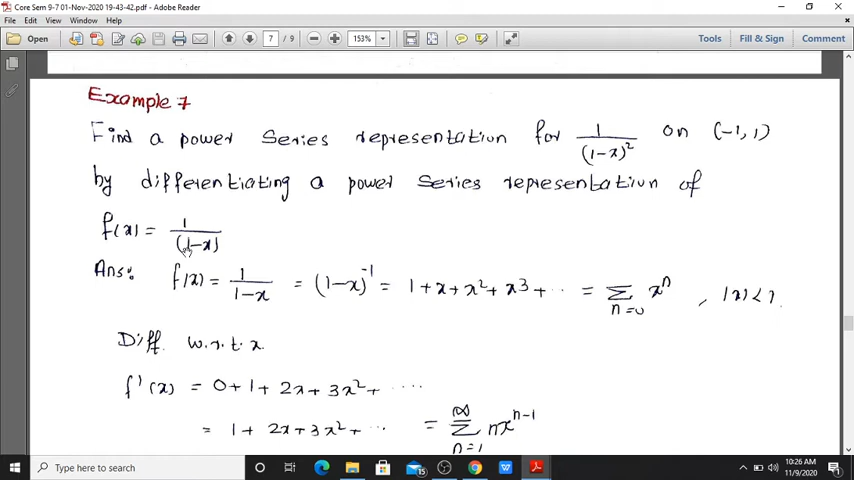 Core Sem 9-7 01-Nov-2020 19-43-42.pdf - Adobe Reader
File Edit View Window Help
Open 7 / 9 153% Tools Fill & Sign Comment
Example 7
Find a power Series representation for 1/(1-x)² on (-1, 1)
by differentiating a power Series representation of
f(x) = 1/(1-x)
Ans: f(x) = 1/(1-x) = (1-x)⁻¹ = 1+x+x²+x³+ ·· = Σ_{n=0} xⁿ , |x| < 1.
Diff. w.r.t x.
f'(x) = 0+1+2x+3x²+ ····
= 1+2x+3x²+ ·· = Σ_{n=1}^{∞} nxⁿ⁻¹
Type here to search 15 10:26 AM
11/9/2020